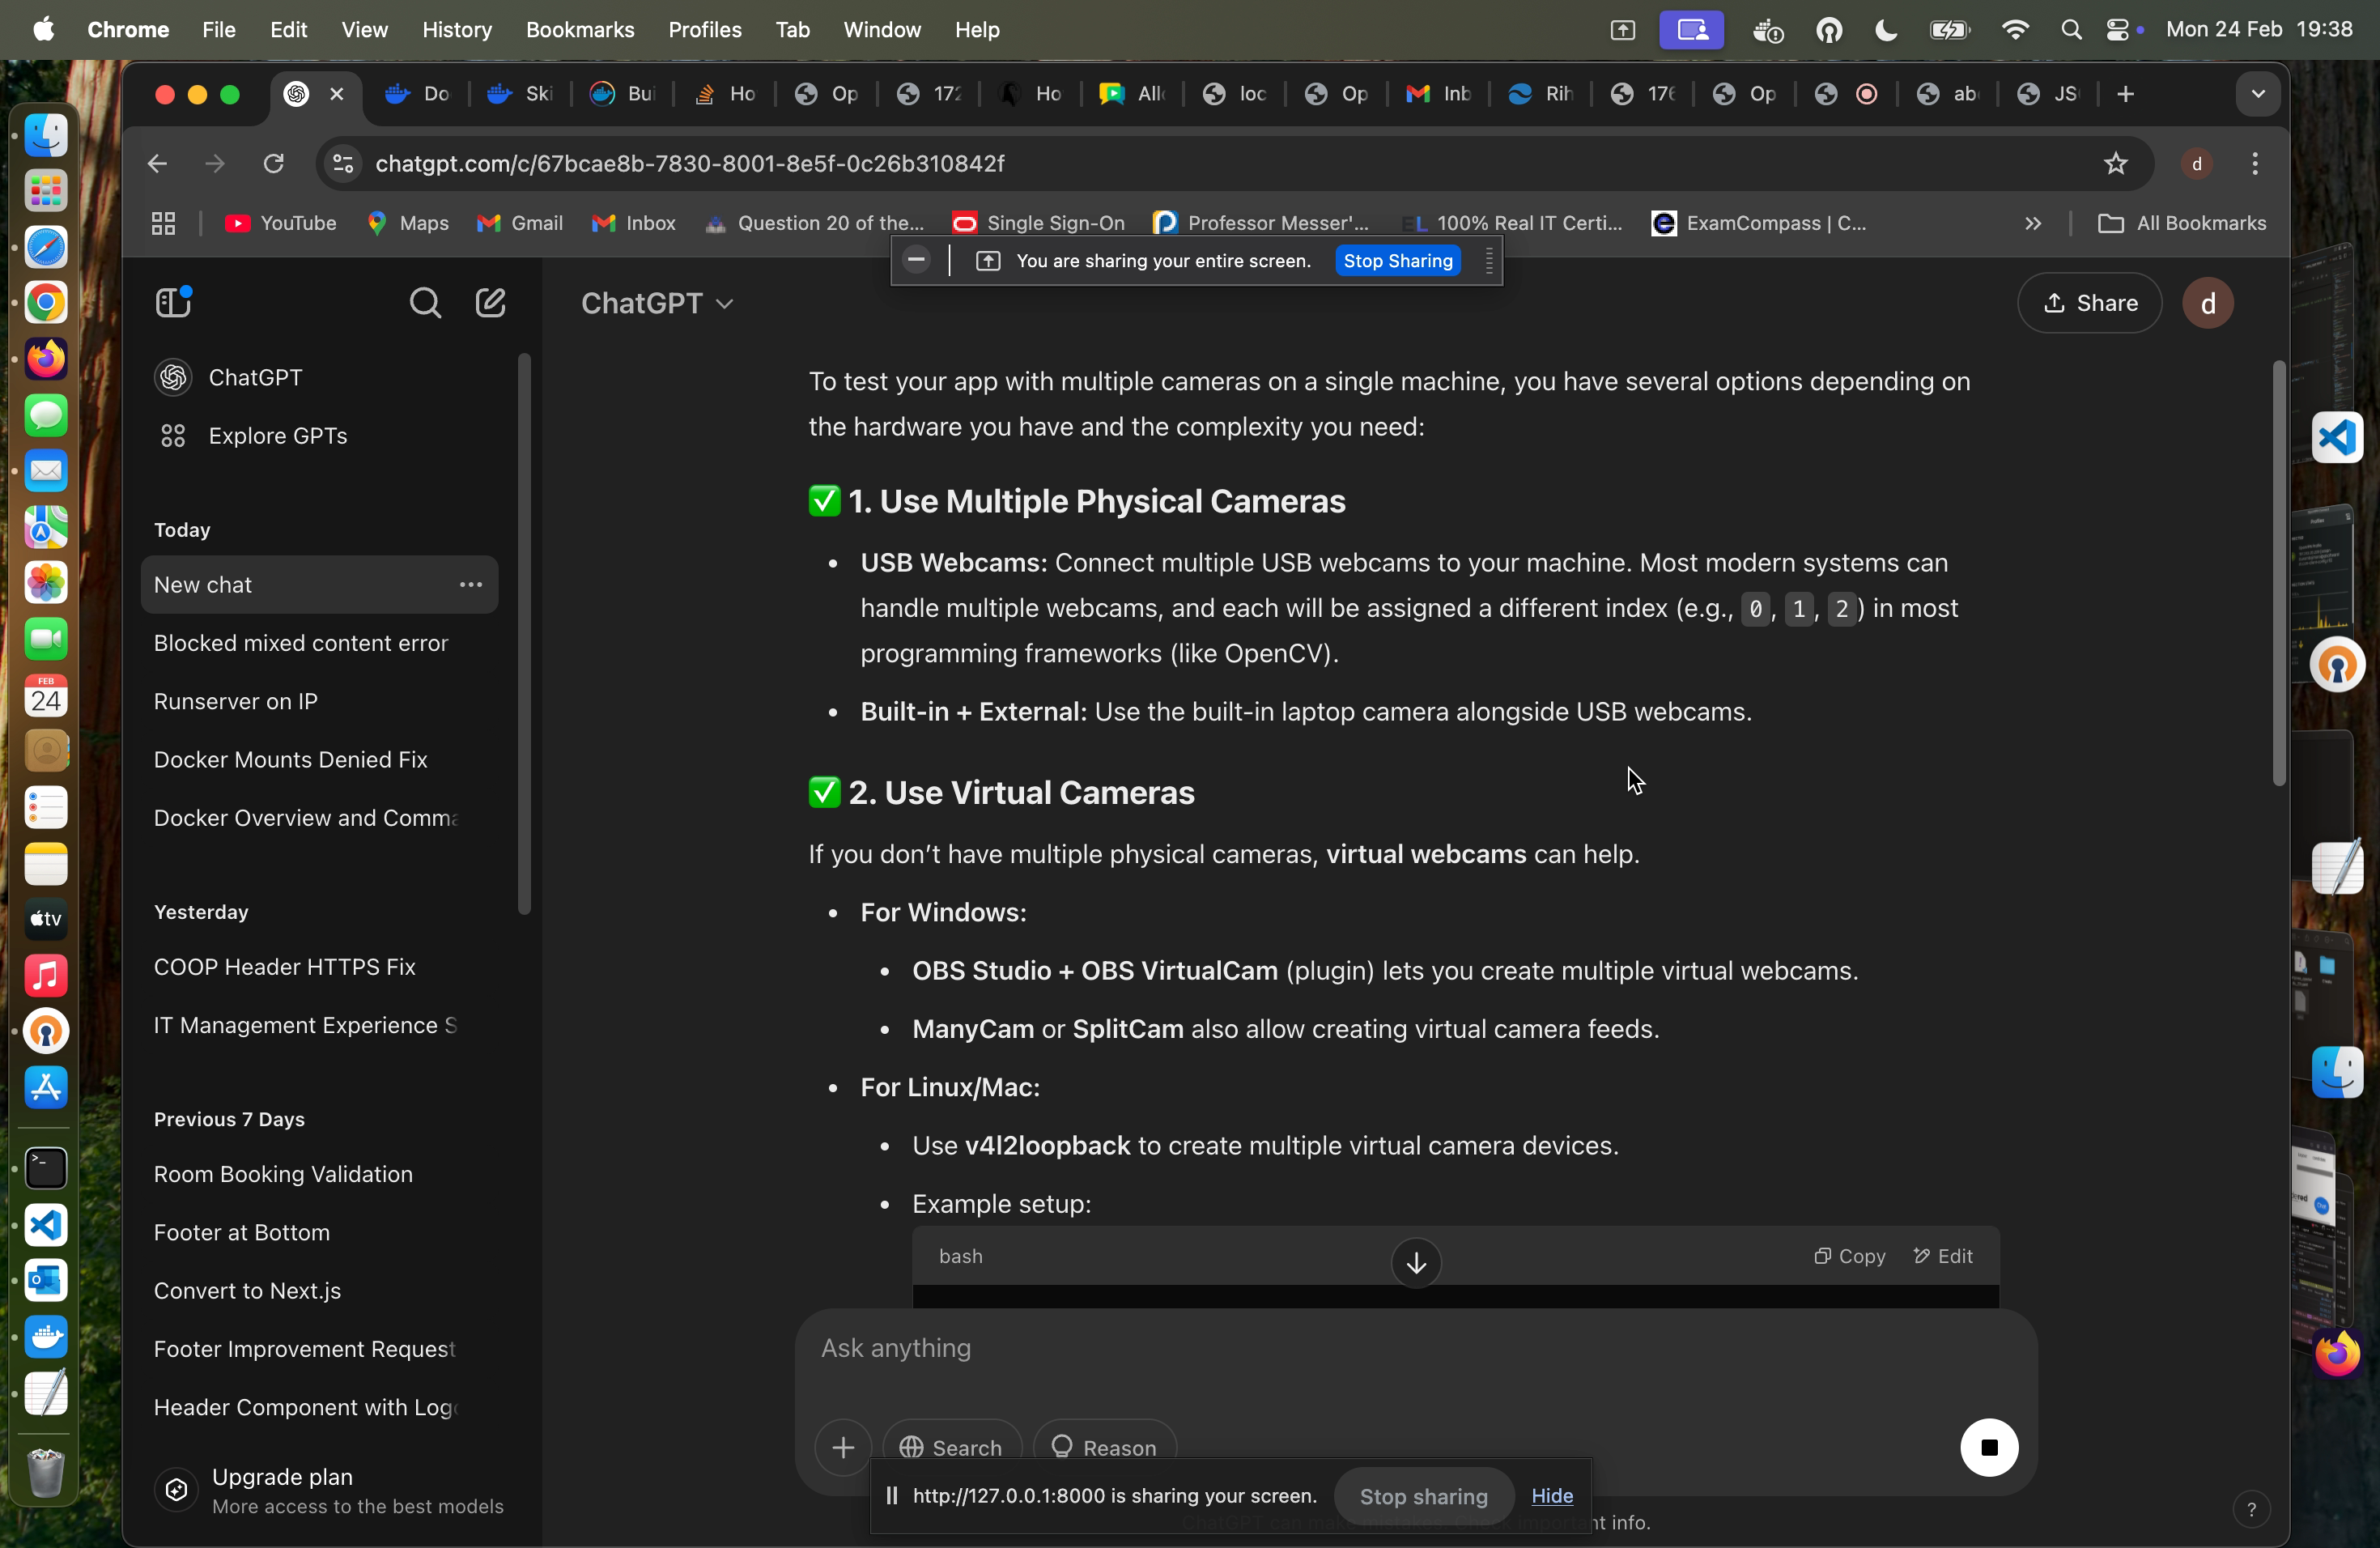 Chrome File Edit View History Bookmarks Profiles Tab Window Help Mon 24 Feb 19:38
Do Ski Bui Ho Op 172 Ho All loc Op Inb Rih 176 Op ab JS
chatgpt.com/c/67bcae8b-7830-8001-8e5f-0c26b310842f d
YouTube Maps Gmail Inbox Question 20 of the... Single Sign-On Professor Messer'... EL 100% Real IT Certi... ExamCompass | C... All Bookmarks
You are sharing your entire screen. Stop Sharing
ChatGPT
Share
d
ChatGPT
Explore GPTs
Today
New chat
Blocked mixed content error
Runserver on IP
Docker Mounts Denied Fix
Docker Overview and Comma
Yesterday
COOP Header HTTPS Fix
IT Management Experience S
Previous 7 Days
Room Booking Validation
Footer at Bottom
Convert to Next.js
Footer Improvement Request
Header Component with Logo
Upgrade plan
More access to the best models
To test your app with multiple cameras on a single machine, you have several options depending on
the hardware you have and the complexity you need:
✅ 1. Use Multiple Physical Cameras
• USB Webcams: Connect multiple USB webcams to your machine. Most modern systems can
handle multiple webcams, and each will be assigned a different index (e.g., 0, 1, 2) in most
programming frameworks (like OpenCV).
• Built-in + External: Use the built-in laptop camera alongside USB webcams.
✅ 2. Use Virtual Cameras
If you don't have multiple physical cameras, virtual webcams can help.
• For Windows:
• OBS Studio + OBS VirtualCam (plugin) lets you create multiple virtual webcams.
• ManyCam or SplitCam also allow creating virtual camera feeds.
• For Linux/Mac:
• Use v4l2loopback to create multiple virtual camera devices.
• Example setup:
bash
Copy Edit
Ask anything
Search Reason
http://127.0.0.1:8000 is sharing your screen. Stop sharing Hide
nt info.
?
FEB
24
tv